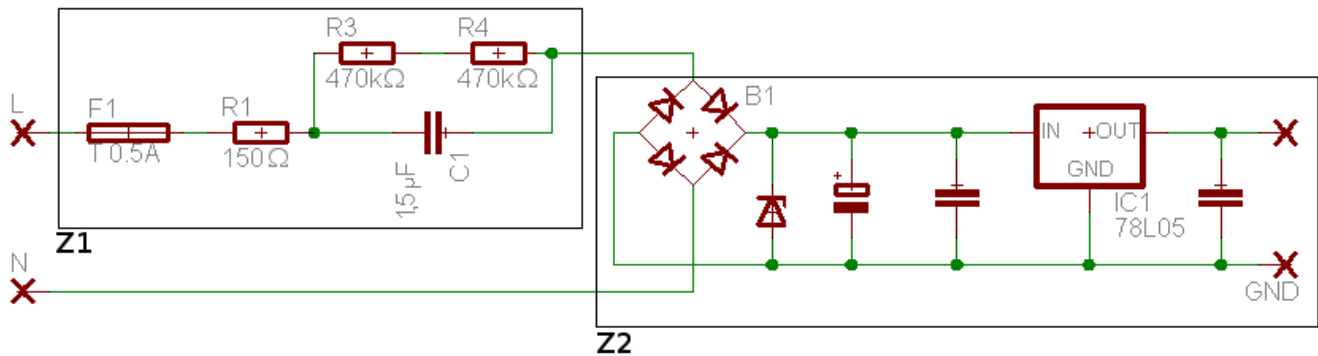 R3
R4
470kΩ
470kΩ
L
F1
R1
T 0.5A
150Ω
1,5µF
C1
Z1
B1
IN
+OUT
GND
IC1
78L05
N
GND
Z2